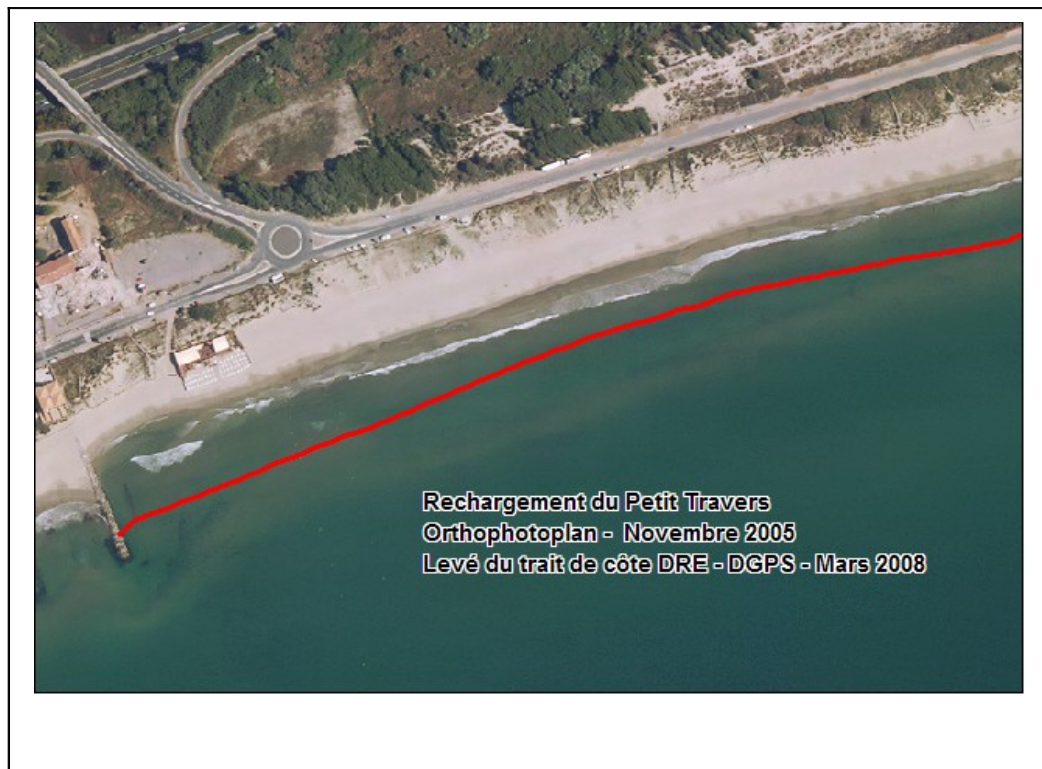 Rechargement du Petit Travers
Orthophotoplan - Novembre 2005
Levé du trait de côte DRE - DGPS - Mars 2008